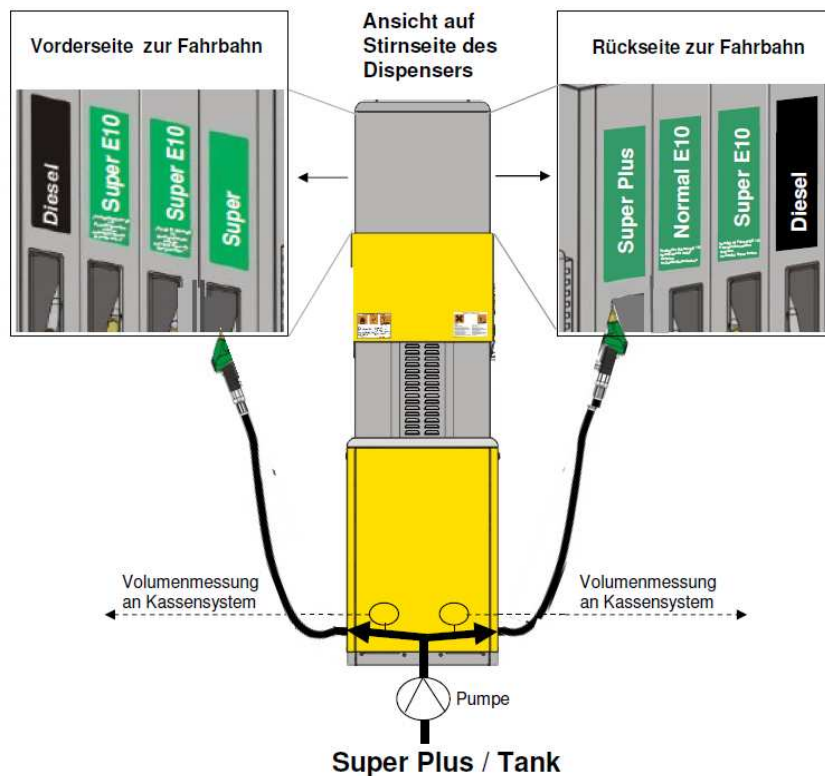 Ansicht auf
Stirnseite des
Dispensers
Vorderseite zur Fahrbahn
Diesel
Super E10
Super E10
Super
Rückseite zur Fahrbahn
Super Plus
Normal E10
Super E10
Diesel
Volumenmessung
an Kassensystem
Volumenmessung
an Kassensystem
Pumpe
Super Plus / Tank